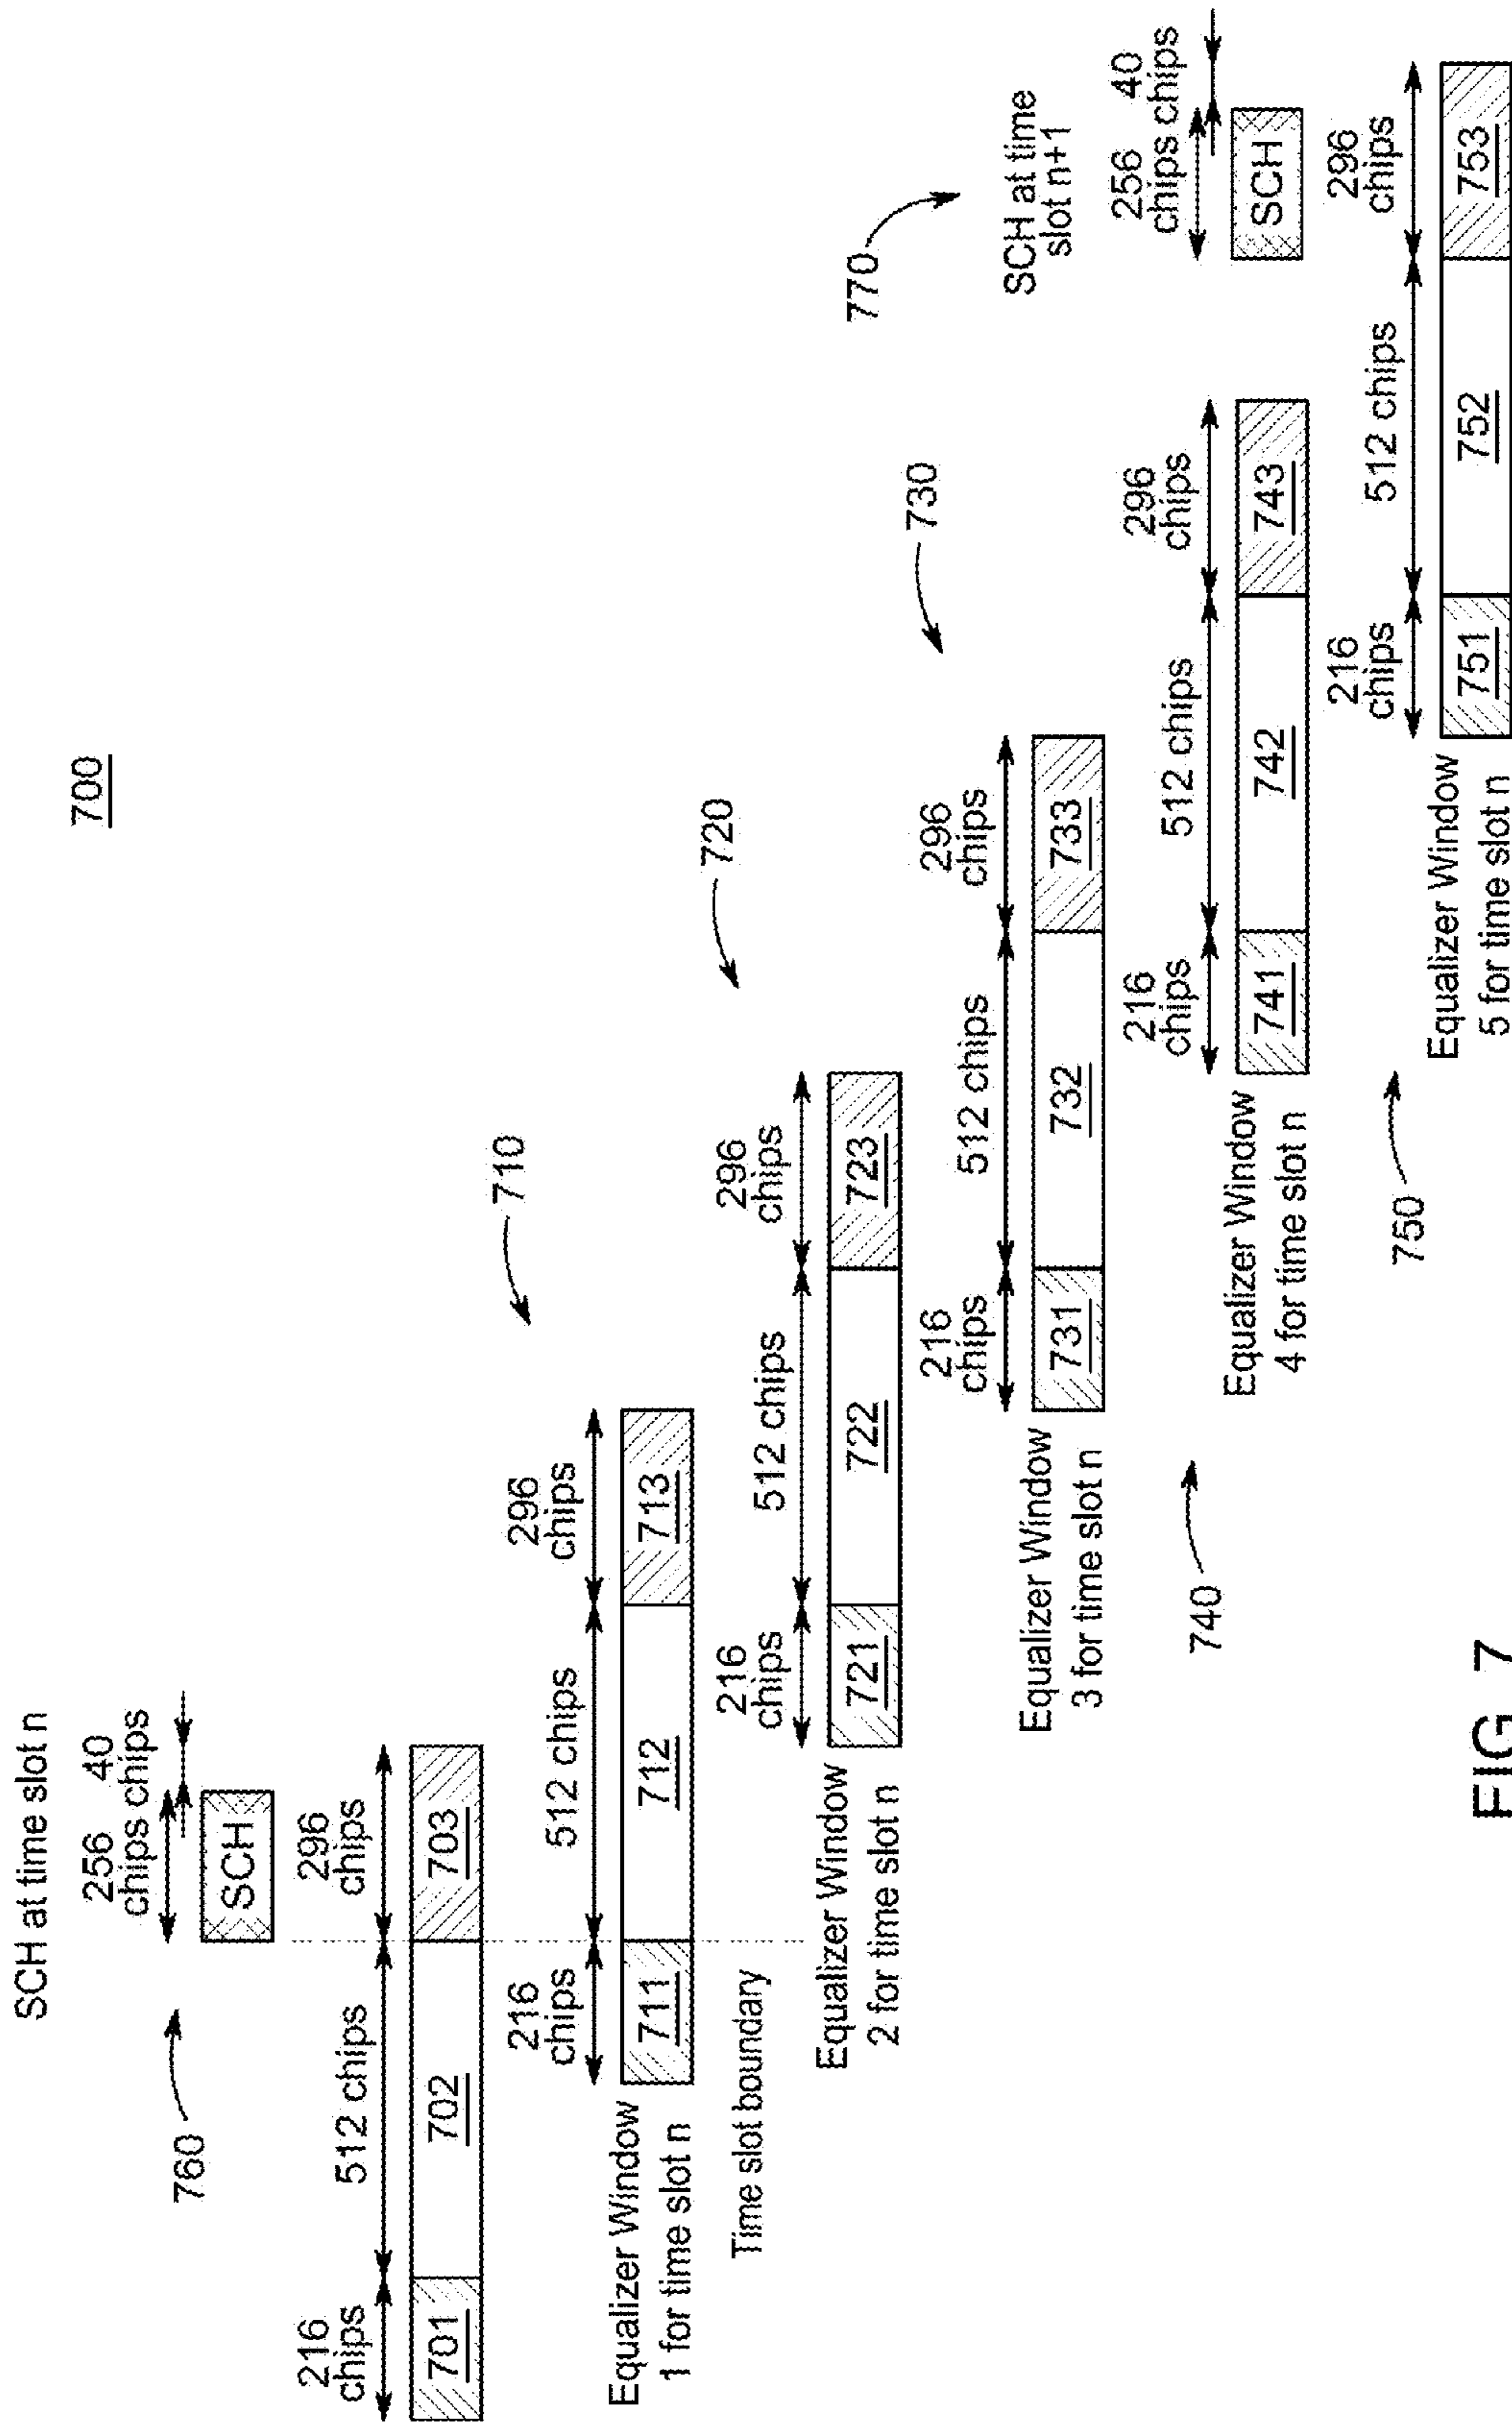 700
SCH at time slot n
256
chips
40
chips
760
SCH
216
chips
512 chips
296
chips
701
702
703
710
216
chips
512 chips
296
chips
711
712
713
Equalizer Window
1 for time slot n
Time slot boundary
720
216
chips
512 chips
296
chips
721
722
723
Equalizer Window
2 for time slot n
730
216
chips
512 chips
296
chips
731
732
733
Equalizer Window
3 for time slot n
740
216
chips
512 chips
296
chips
741
742
743
Equalizer Window
4 for time slot n
770
SCH at time
slot n+1
256
chips
40
chips
SCH
750
216
chips
512 chips
296
chips
751
752
753
Equalizer Window
5 for time slot n
FIG 7